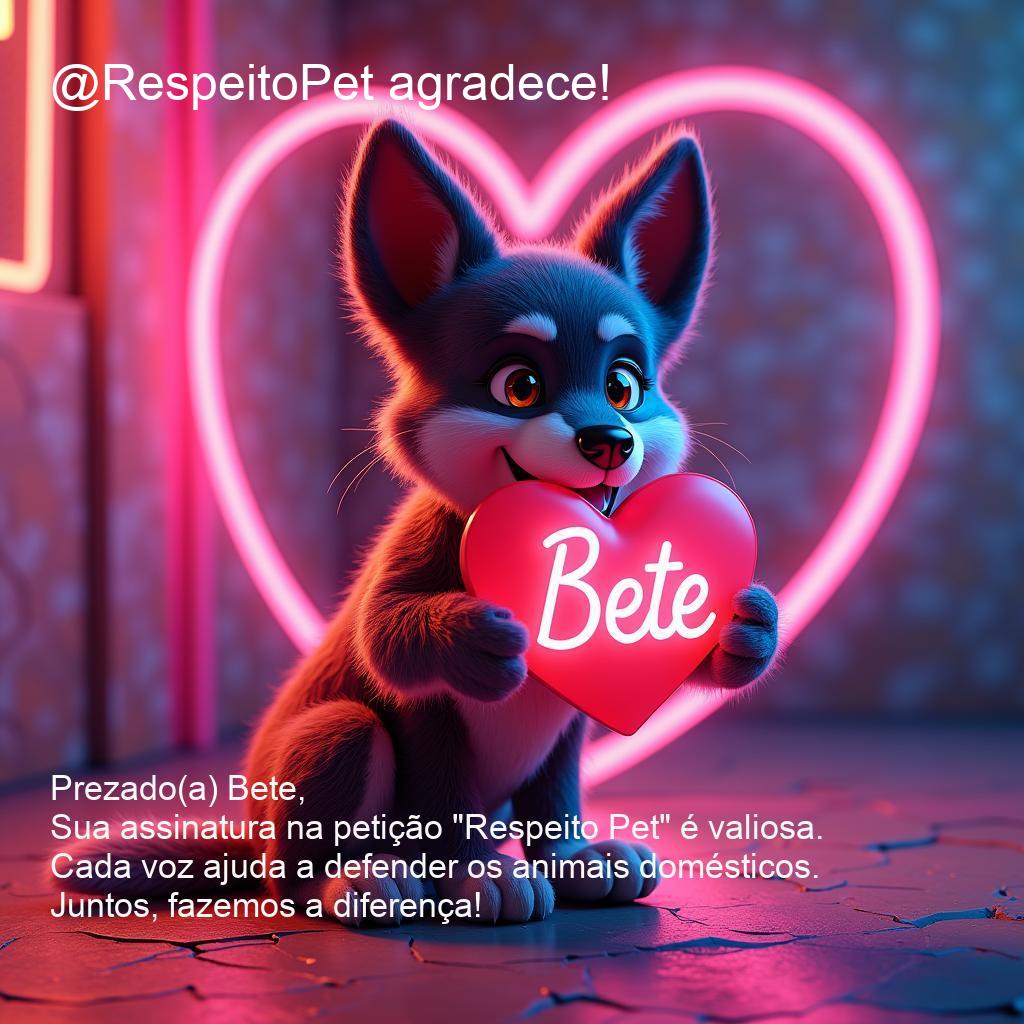 @RespeitoPet agradece!
Bete
Prezado(a) Bete,
Sua assinatura na petição "Respeito Pet" é valiosa.
Cada voz ajuda a defender os animais domésticos.
Juntos, fazemos a diferença!